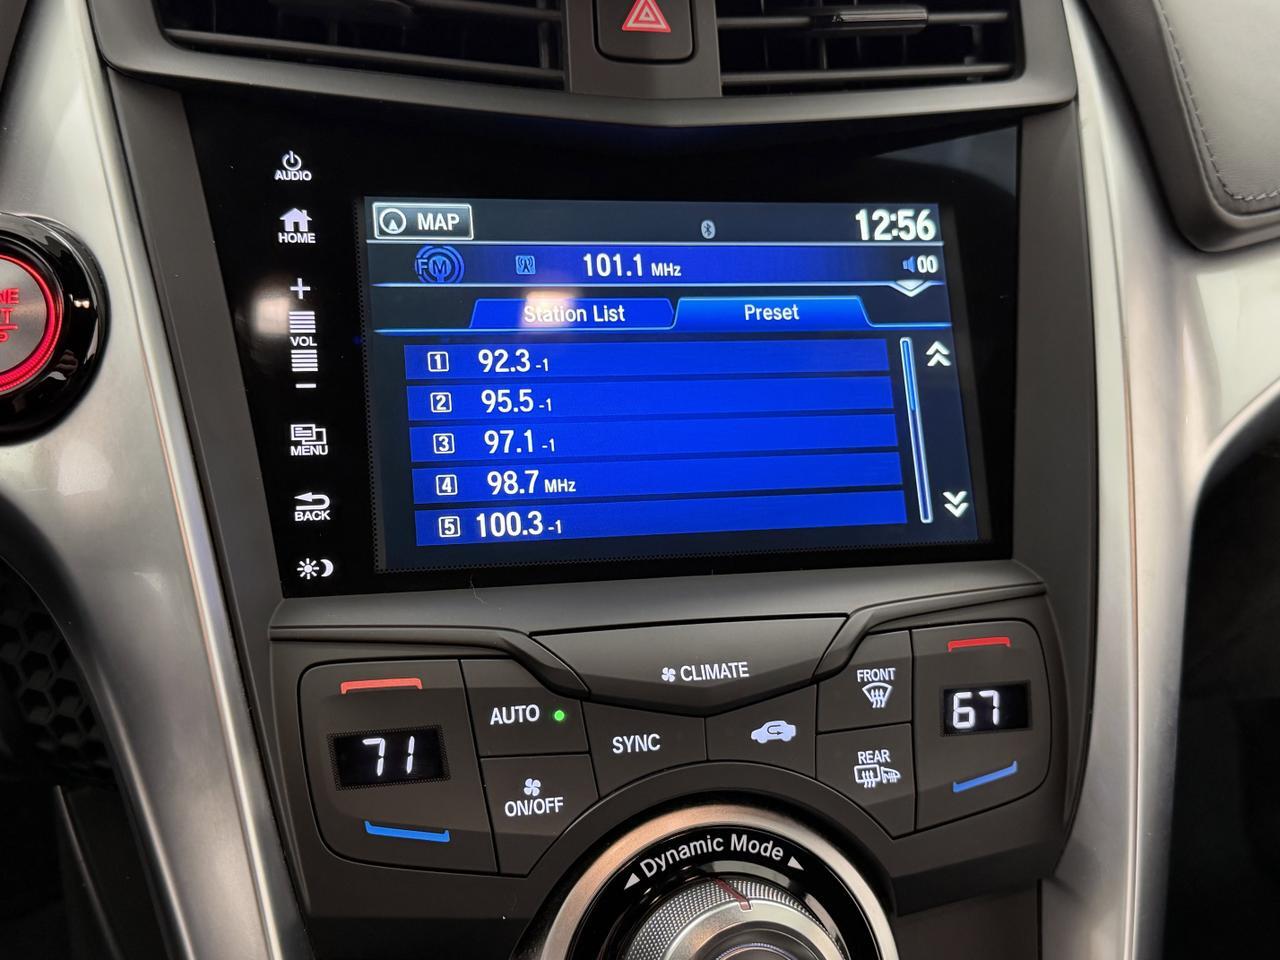 AUDIO
HOME
+
VOL
−
MENU
BACK
MAP
12:56
FM 101.1 MHz 00
Station List Preset
1 92.3 -1
2 95.5 -1
3 97.1 -1
4 98.7 MHz
5 100.3 -1
CLIMATE
71
AUTO
SYNC
ON/OFF
FRONT
REAR
67
◄ Dynamic Mode ►